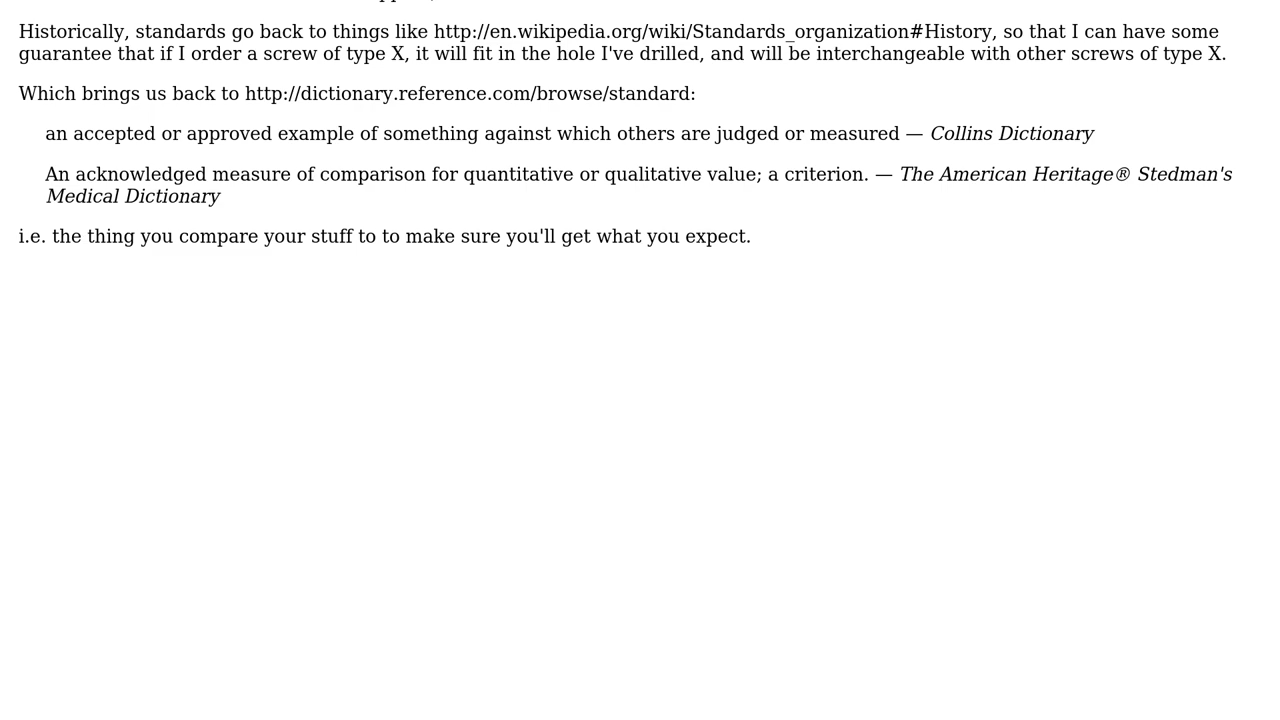 Historically, standards go back to things like http://en.wikipedia.org/wiki/Standards_organization#History, so that I can have some
guarantee that if I order a screw of type X, it will fit in the hole I've drilled, and will be interchangeable with other screws of type X.
Which brings us back to http://dictionary.reference.com/browse/standard:
an accepted or approved example of something against which others are judged or measured — Collins Dictionary
An acknowledged measure of comparison for quantitative or qualitative value; a criterion. — The American Heritage® Stedman's
Medical Dictionary
i.e. the thing you compare your stuff to to make sure you'll get what you expect.